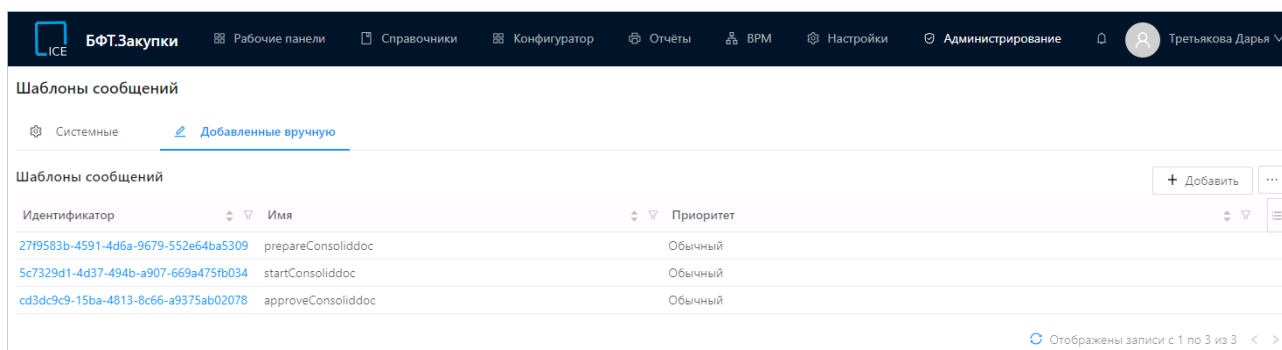 ICE БФТ.Закупки Рабочие панели Справочники Конфигуратор Отчёты BPM Настройки Администрирование Третьякова Дарья
Шаблоны сообщений
Системные Добавленные вручную
Шаблоны сообщений + Добавить ...
Идентификатор Имя Приоритет
27f9583b-4591-4d6a-9679-552e64ba5309 prepareConsoliddoc Обычный
5c7329d1-4d37-494b-a907-669a475fb034 startConsoliddoc Обычный
cd3dc9c9-15ba-4813-8c66-a9375ab02078 approveConsoliddoc Обычный
Отображены записи с 1 по 3 из 3 < >